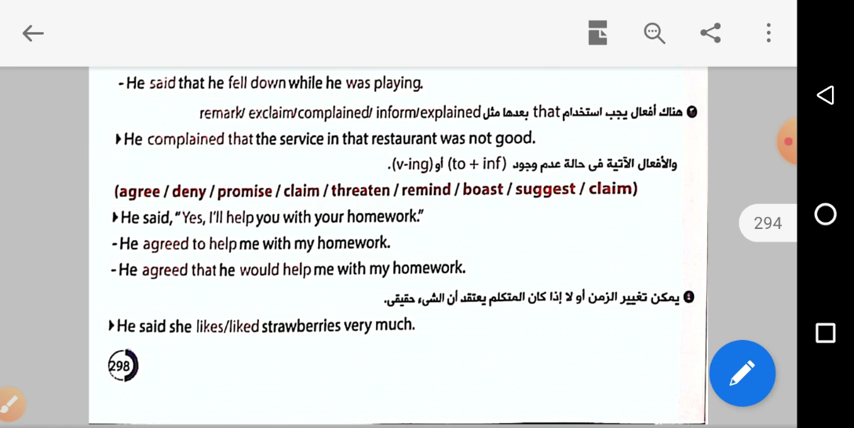 - He said that he fell down while he was playing.
٣ هناك أفعال يجب استخدام that بعدها مثل remark/ exclaim/complained/ inform/explained
He complained that the service in that restaurant was not good.
والأفعال الآتية فى حالة عدم وجود (to + inf) أو (v-ing).
(agree / deny / promise / claim / threaten / remind / boast / suggest / claim)
He said, "Yes, I'll help you with your homework."
- He agreed to help me with my homework.
- He agreed that he would help me with my homework.
٤ يمكن تغيير الزمن أو لا إذا كان المتكلم يعتقد أن الشىء حقيقى.
He said she likes/liked strawberries very much.
298
294